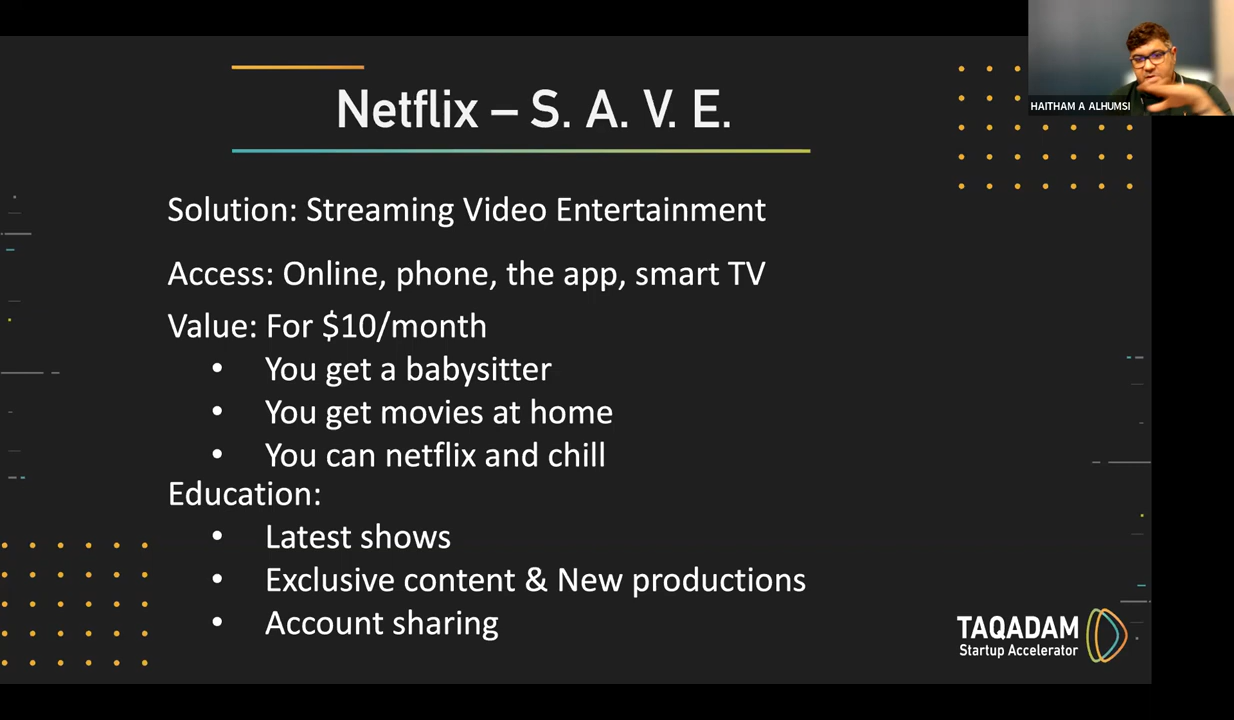 HAITHAM A ALHUMSI
Netflix – S. A. V. E.
Solution: Streaming Video Entertainment
Access: Online, phone, the app, smart TV
Value: For $10/month
• You get a babysitter
• You get movies at home
• You can netflix and chill
Education:
• Latest shows
• Exclusive content & New productions
• Account sharing
TAQADAM
Startup Accelerator